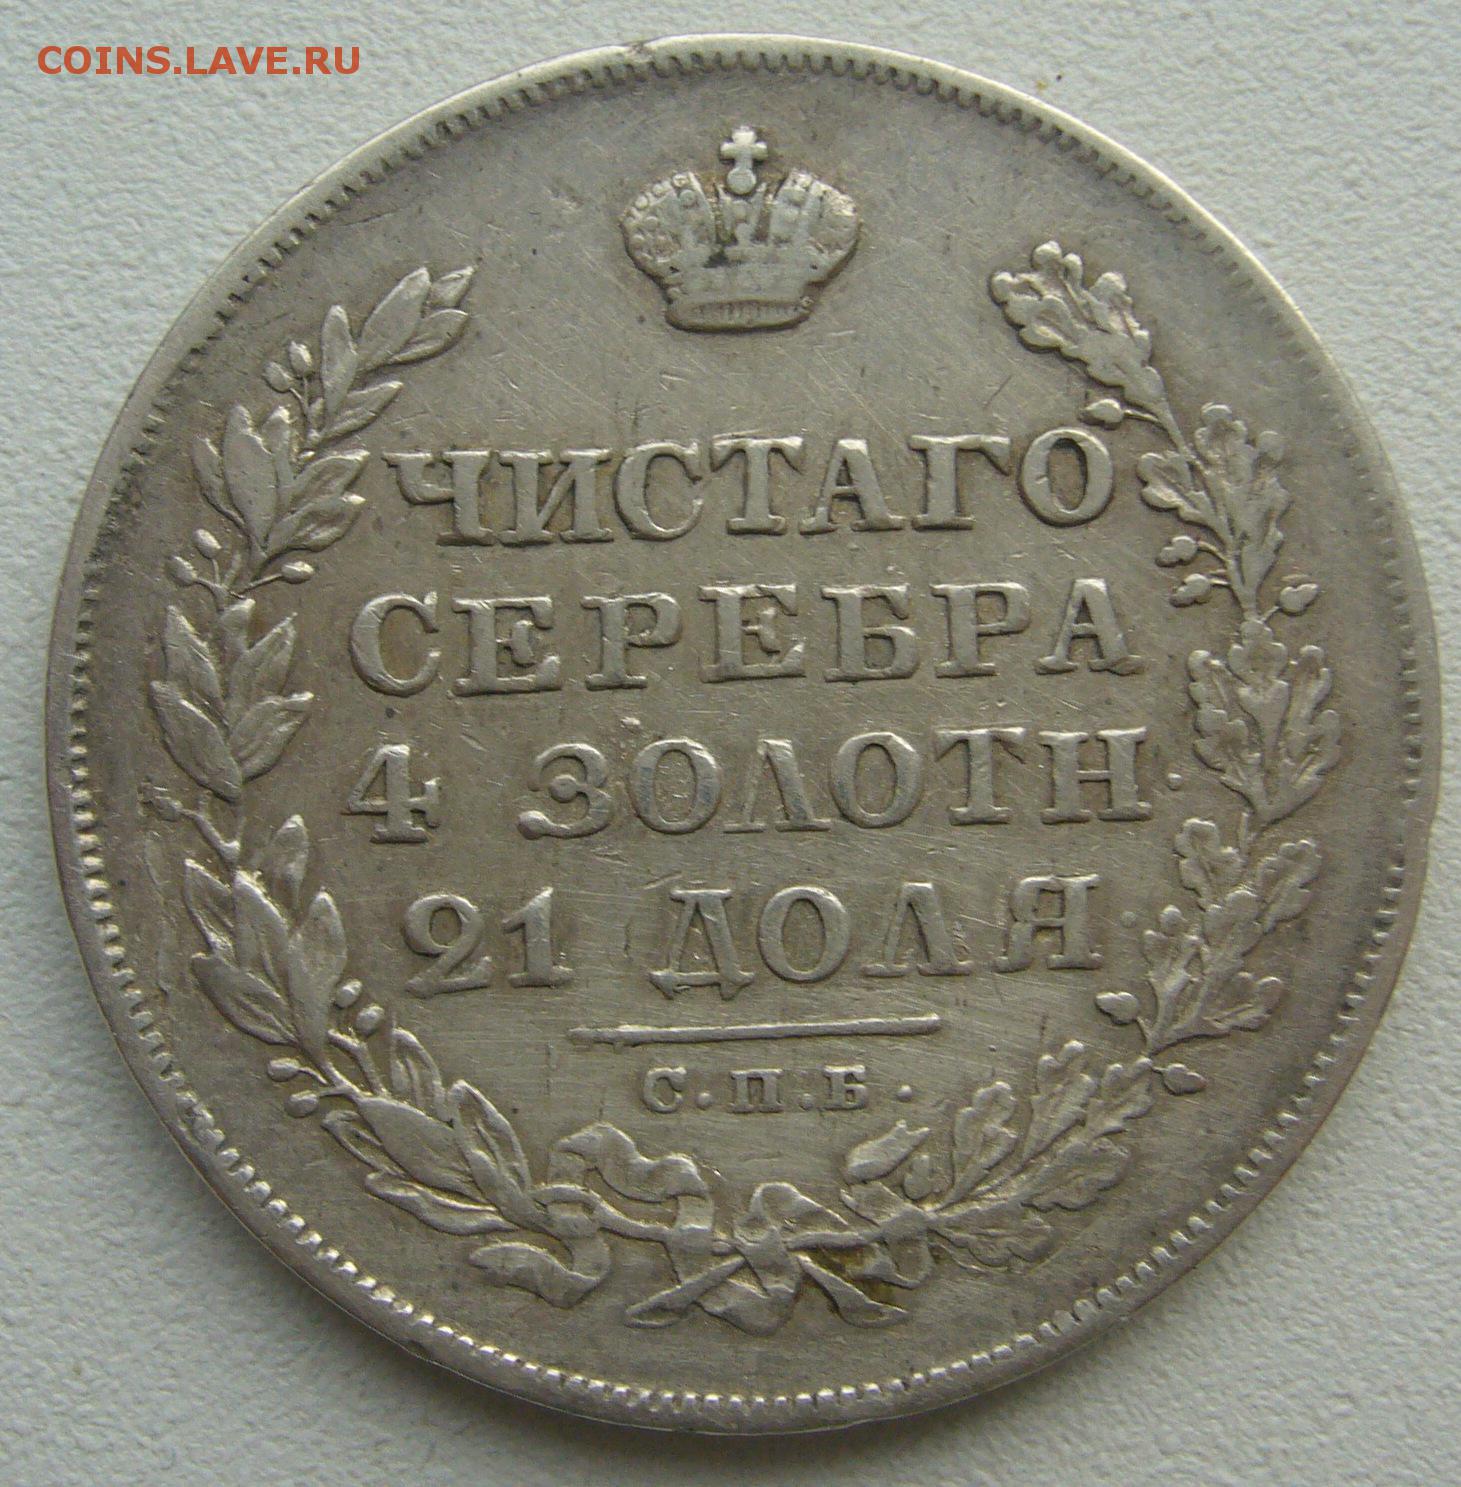 COINS.LAVE.RU
ЧИСТАГО
СЕРЕБРА
4 ЗОЛОТН.
21 ДОЛЯ.
С.П.Б.